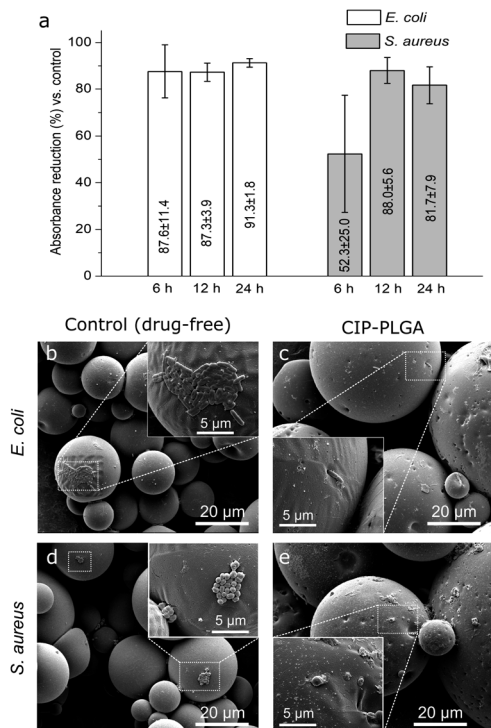 a
E. coli
S. aureus
Absorbance reduction (%) vs. control
100
80
60
40
20
0
87.6±11.4
87.3±3.9
91.3±1.8
52.3±25.0
88.0±5.6
81.7±7.9
6 h
12 h
24 h
6 h
12 h
24 h
Control (drug-free)
CIP-PLGA
E. coli
b
5 µm
20 µm
c
5 µm
20 µm
S. aureus
d
5 µm
20 µm
e
5 µm
20 µm